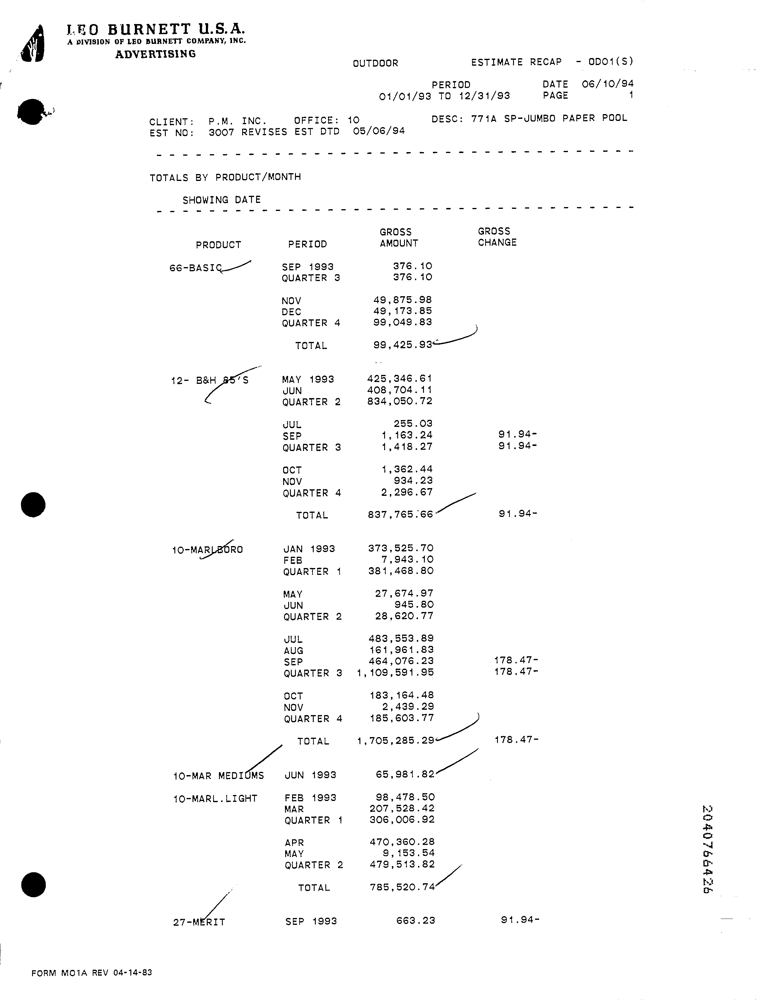 LEO BURNETT U.S.A.
A DIVISION OF LEO BURNETT COMPANY, INC.
ADVERTISING
OUTDOOR ESTIMATE RECAP - ODO1(S)
PERIOD DATE 06/10/94
01/01/93 TO 12/31/93 PAGE 1
CLIENT: P.M. INC. OFFICE: 10 DESC: 771A SP-JUMBO PAPER POOL
EST NO: 3007 REVISES EST DTD 05/06/94
TOTALS BY PRODUCT/MONTH
SHOWING DATE
GROSS GROSS
PRODUCT PERIOD AMOUNT CHANGE
66-BASIC SEP 1993 376.10
QUARTER 3 376.10
NOV 49,875.98
DEC 49,173.85
QUARTER 4 99,049.83
TOTAL 99,425.93
12- B&H 85'S MAY 1993 425,346.61
JUN 408,704.11
QUARTER 2 834,050.72
JUL 255.03
SEP 1,163.24 91.94-
QUARTER 3 1,418.27 91.94-
OCT 1,362.44
NOV 934.23
QUARTER 4 2,296.67
TOTAL 837,765.66 91.94-
10-MARLBORO JAN 1993 373,525.70
FEB 7,943.10
QUARTER 1 381,468.80
MAY 27,674.97
JUN 945.80
QUARTER 2 28,620.77
JUL 483,553.89
AUG 161,961.83
SEP 464,076.23 178.47-
QUARTER 3 1,109,591.95 178.47-
OCT 183,164.48
NOV 2,439.29
QUARTER 4 185,603.77
TOTAL 1,705,285.29 178.47-
10-MAR MEDIUMS JUN 1993 65,981.82
10-MARL.LIGHT FEB 1993 98,478.50
MAR 207,528.42
QUARTER 1 306,006.92
APR 470,360.28
MAY 9,153.54
QUARTER 2 479,513.82
TOTAL 785,520.74
27-MERIT SEP 1993 663.23 91.94-
2040766426
FORM MO1A REV 04-14-83